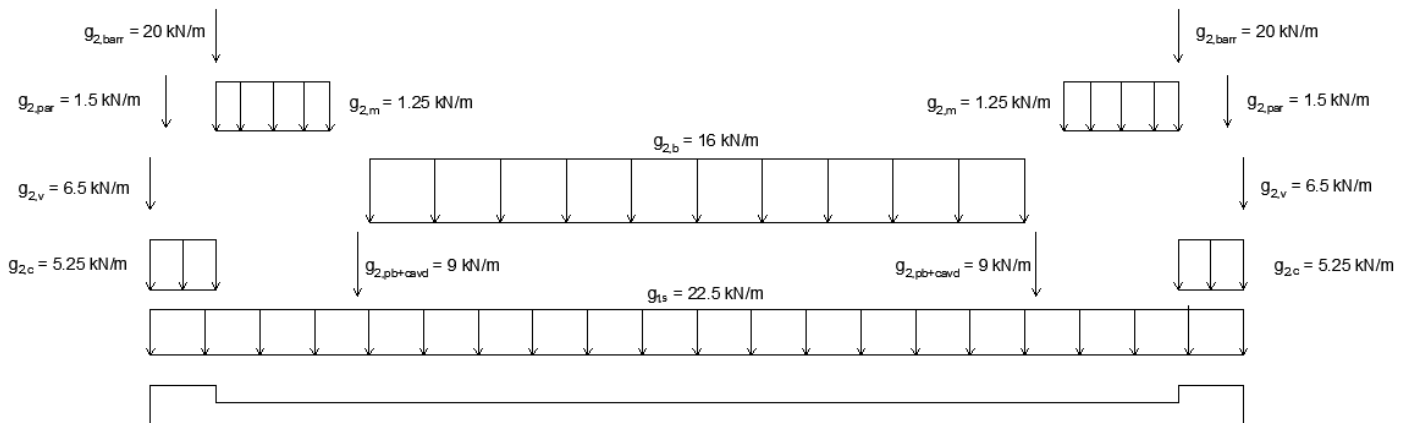 g2,barr = 20 kN/m
g2,barr = 20 kN/m
g2,par = 1.5 kN/m
g2,m = 1.25 kN/m
g2,m = 1.25 kN/m
g2,par = 1.5 kN/m
g2,b = 16 kN/m
g2,v = 6.5 kN/m
g2,v = 6.5 kN/m
g2,c = 5.25 kN/m
g2,pb+cavd = 9 kN/m
g2,pb+cavd = 9 kN/m
g2,c = 5.25 kN/m
g1s = 22.5 kN/m